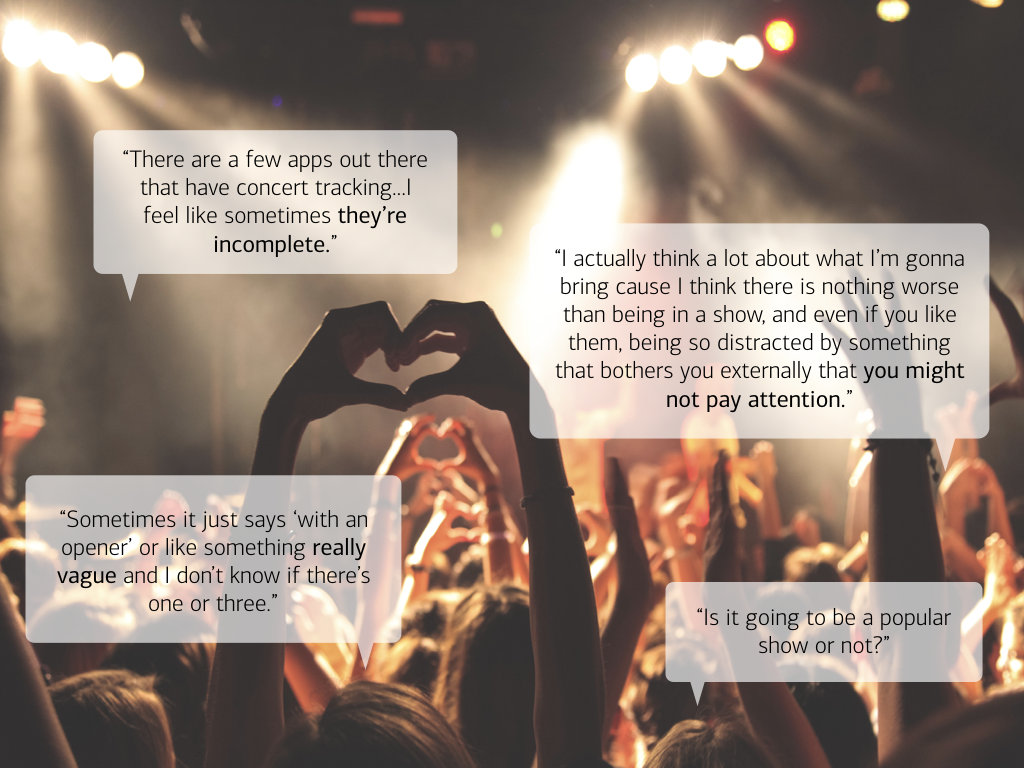 “There are a few apps out there
that have concert tracking...I
feel like sometimes they’re
incomplete.”
“I actually think a lot about what I’m gonna
bring cause I think there is nothing worse
than being in a show, and even if you like
them, being so distracted by something
that bothers you externally that you might
not pay attention.”
“Sometimes it just says ‘with an
opener’ or like something really
vague and I don’t know if there’s
one or three.”
“Is it going to be a popular
show or not?”